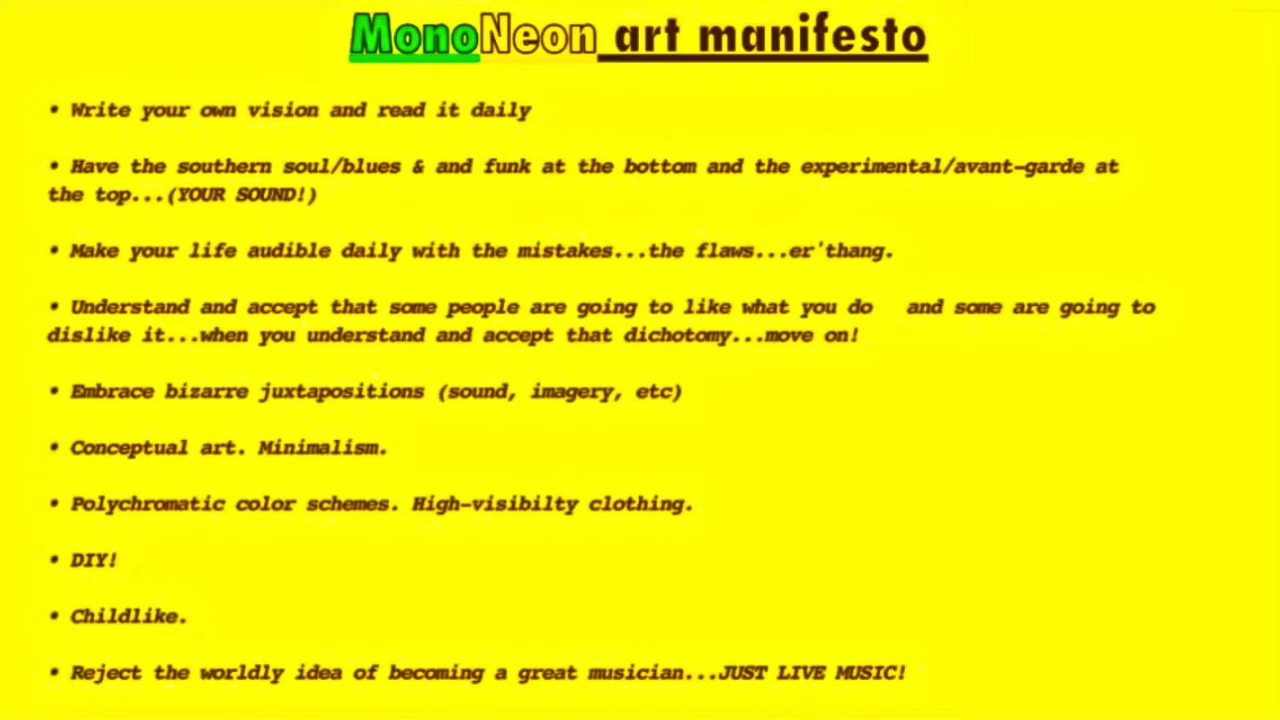 MonoNeon art manifesto
• Write your own vision and read it daily
• Have the southern soul/blues & and funk at the bottom and the experimental/avant-garde at
the top...(YOUR SOUND!)
• Make your life audible daily with the mistakes...the flaws...er'thang.
• Understand and accept that some people are going to like what you do   and some are going to
dislike it...when you understand and accept that dichotomy...move on!
• Embrace bizarre juxtapositions (sound, imagery, etc)
• Conceptual art. Minimalism.
• Polychromatic color schemes. High-visibilty clothing.
• DIY!
• Childlike.
• Reject the worldly idea of becoming a great musician...JUST LIVE MUSIC!